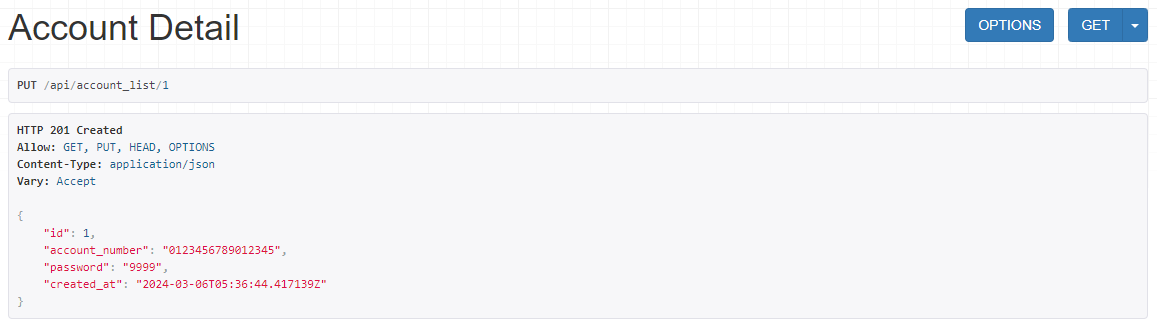 Account Detail
OPTIONS
GET
PUT /api/account_list/1
HTTP 201 Created
Allow: GET, PUT, HEAD, OPTIONS
Content-Type: application/json
Vary: Accept
{
    "id": 1,
    "account_number": "0123456789012345",
    "password": "9999",
    "created_at": "2024-03-06T05:36:44.417139Z"
}